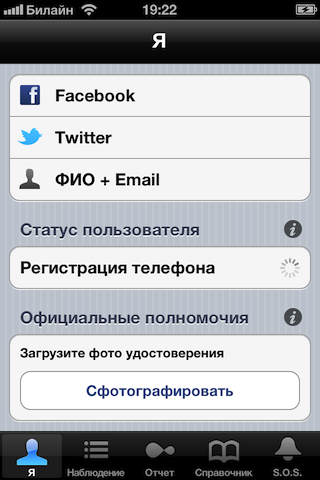 Билайн 19:22
Я
Facebook
Twitter
ФИО + Email
Статус пользователя
Регистрация телефона
Официальные полномочия
Загрузите фото удостоверения
Сфотографировать
Я Наблюдение Отчет Справочник S.O.S.